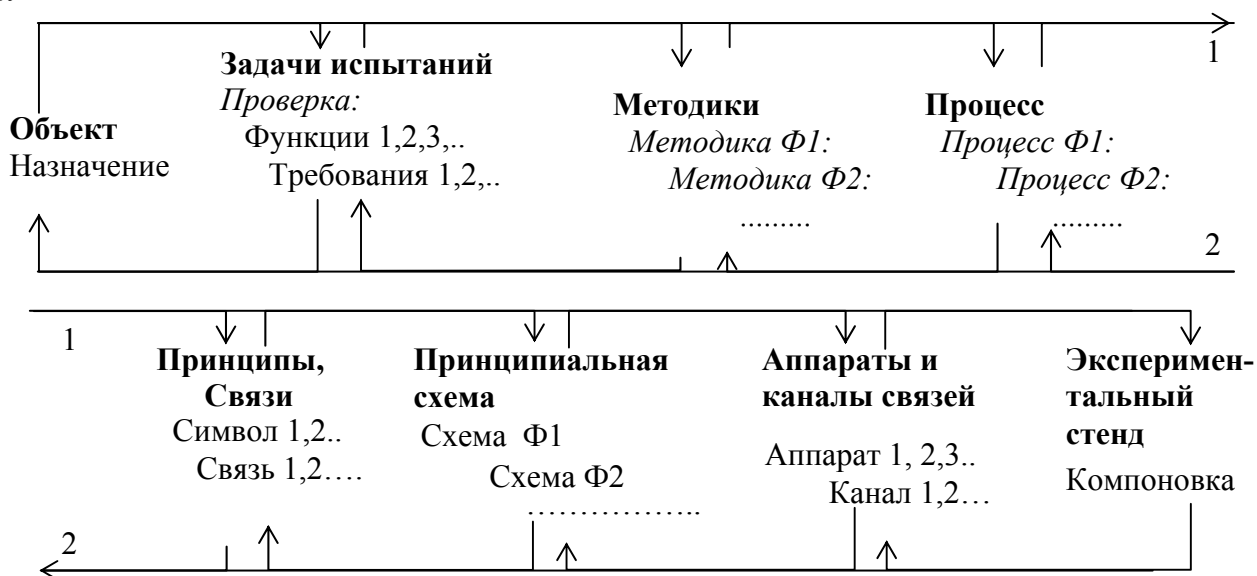 1
Задачи испытаний
Проверка:
Функции 1,2,3,..
Требования 1,2,..
Объект
Назначение
Методики
Методика Ф1:
Методика Ф2:
.........
Процесс
Процесс Ф1:
Процесс Ф2:
.........
2
1
Принципы,
Связи
Символ 1,2..
Связь 1,2….
Принципиальная
схема
Схема Ф1
Схема Ф2
……………..
Аппараты и
каналы связей
Аппарат 1, 2,3..
Канал 1,2…
Эксперимен-
тальный
стенд
Компоновка
2